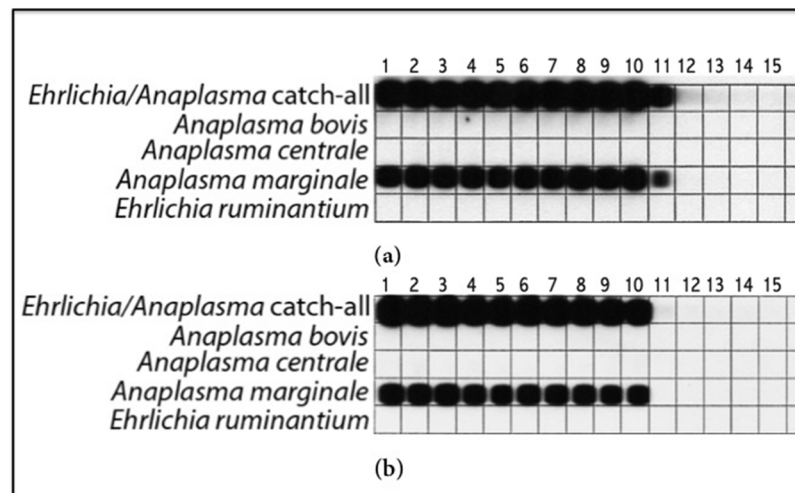 1 2 3 4 5 6 7 8 9 10 11 12 13 14 15
Ehrlichia/Anaplasma catch-all
Anaplasma bovis
Anaplasma centrale
Anaplasma marginale
Ehrlichia ruminantium
(a)
1 2 3 4 5 6 7 8 9 10 11 12 13 14 15
Ehrlichia/Anaplasma catch-all
Anaplasma bovis
Anaplasma centrale
Anaplasma marginale
Ehrlichia ruminantium
(b)